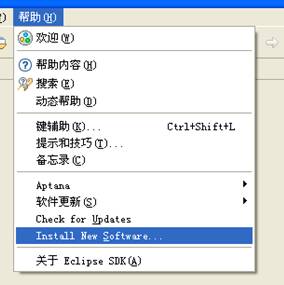 帮助(H)
欢迎(W)
帮助内容(H)
搜索(E)
动态帮助(D)
键辅助(K)... Ctrl+Shift+L
提示和技巧(T)...
备忘录(C)
Aptana
软件更新(S)
Check for Updates
Install New Software...
关于 Eclipse SDK(A)